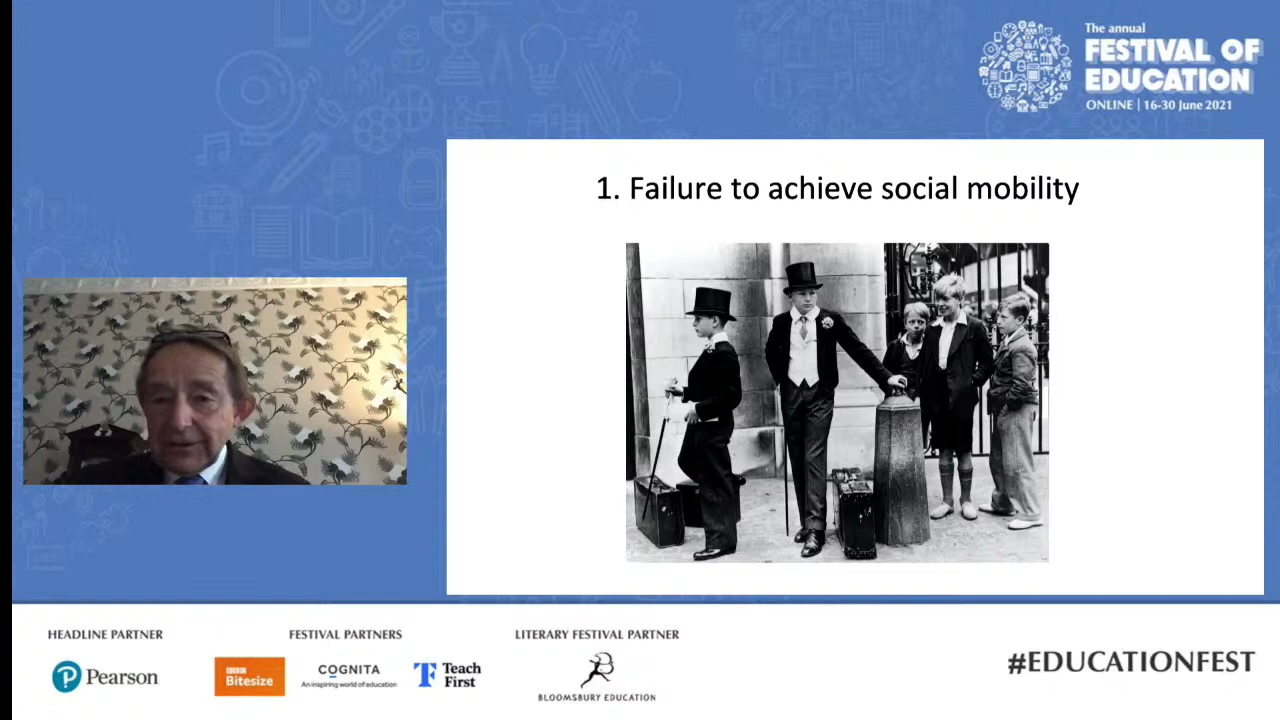 The annual
FESTIVAL OF
EDUCATION
ONLINE | 16-30 June 2021
1. Failure to achieve social mobility
HEADLINE PARTNER
FESTIVAL PARTNERS
LITERARY FESTIVAL PARTNER
Pearson
BBC
Bitesize
COGNITA
An inspiring world of education
Teach
First
BLOOMSBURY EDUCATION
#EDUCATIONFEST